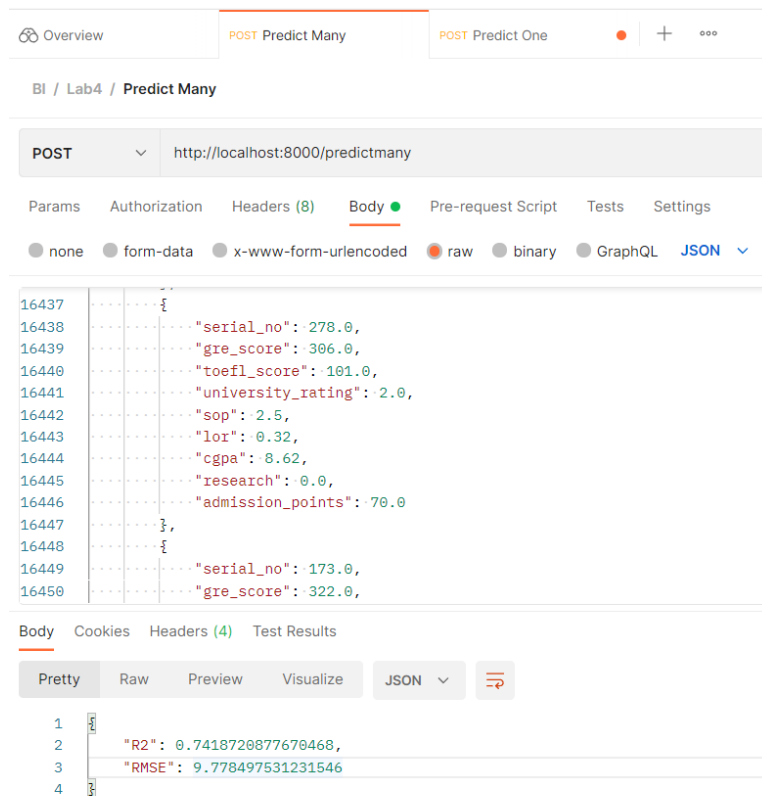 Overview POST Predict Many POST Predict One + ooo
BI / Lab4 / Predict Many
POST http://localhost:8000/predictmany
Params Authorization Headers (8) Body Pre-request Script Tests Settings
none form-data x-www-form-urlencoded raw binary GraphQL JSON
16437 {
16438 "serial_no": 278.0,
16439 "gre_score": 306.0,
16440 "toefl_score": 101.0,
16441 "university_rating": 2.0,
16442 "sop": 2.5,
16443 "lor": 0.32,
16444 "cgpa": 8.62,
16445 "research": 0.0,
16446 "admission_points": 70.0
16447 },
16448 {
16449 "serial_no": 173.0,
16450 "gre_score": 322.0,
Body Cookies Headers (4) Test Results
Pretty Raw Preview Visualize JSON
1 {
2 "R2": 0.7418720877670468,
3 "RMSE": 9.778497531231546
4 }